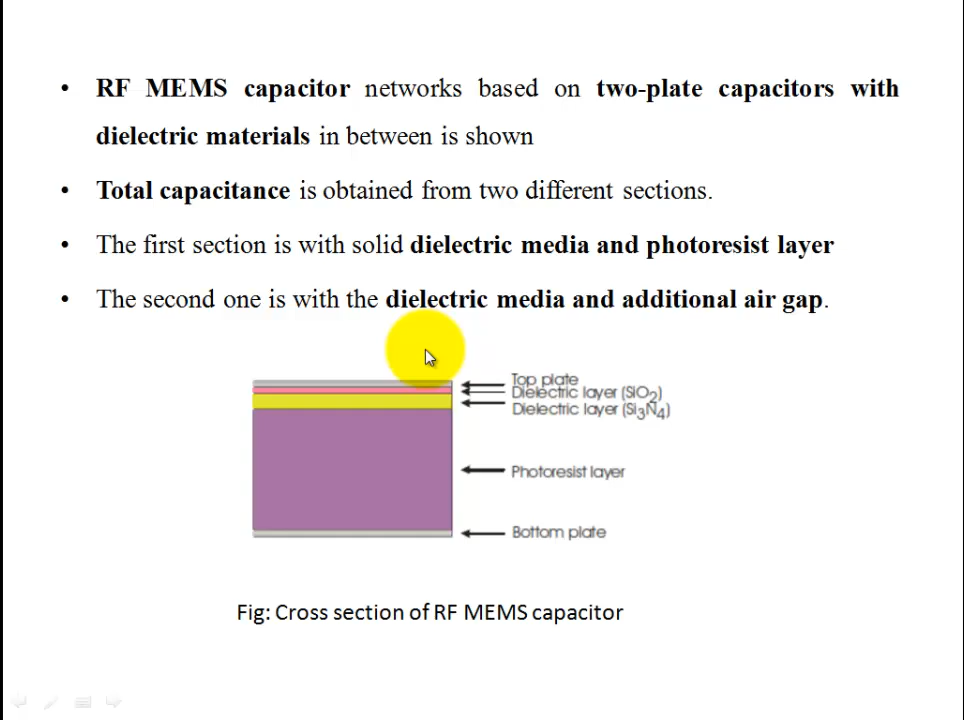 • RF MEMS capacitor networks based on two-plate capacitors with
dielectric materials in between is shown
• Total capacitance is obtained from two different sections.
• The first section is with solid dielectric media and photoresist layer
• The second one is with the dielectric media and additional air gap.
Top plate
Dielectric layer (SiO₂)
Dielectric layer (Si₃N₄)
Photoresist layer
Bottom plate
Fig: Cross section of RF MEMS capacitor